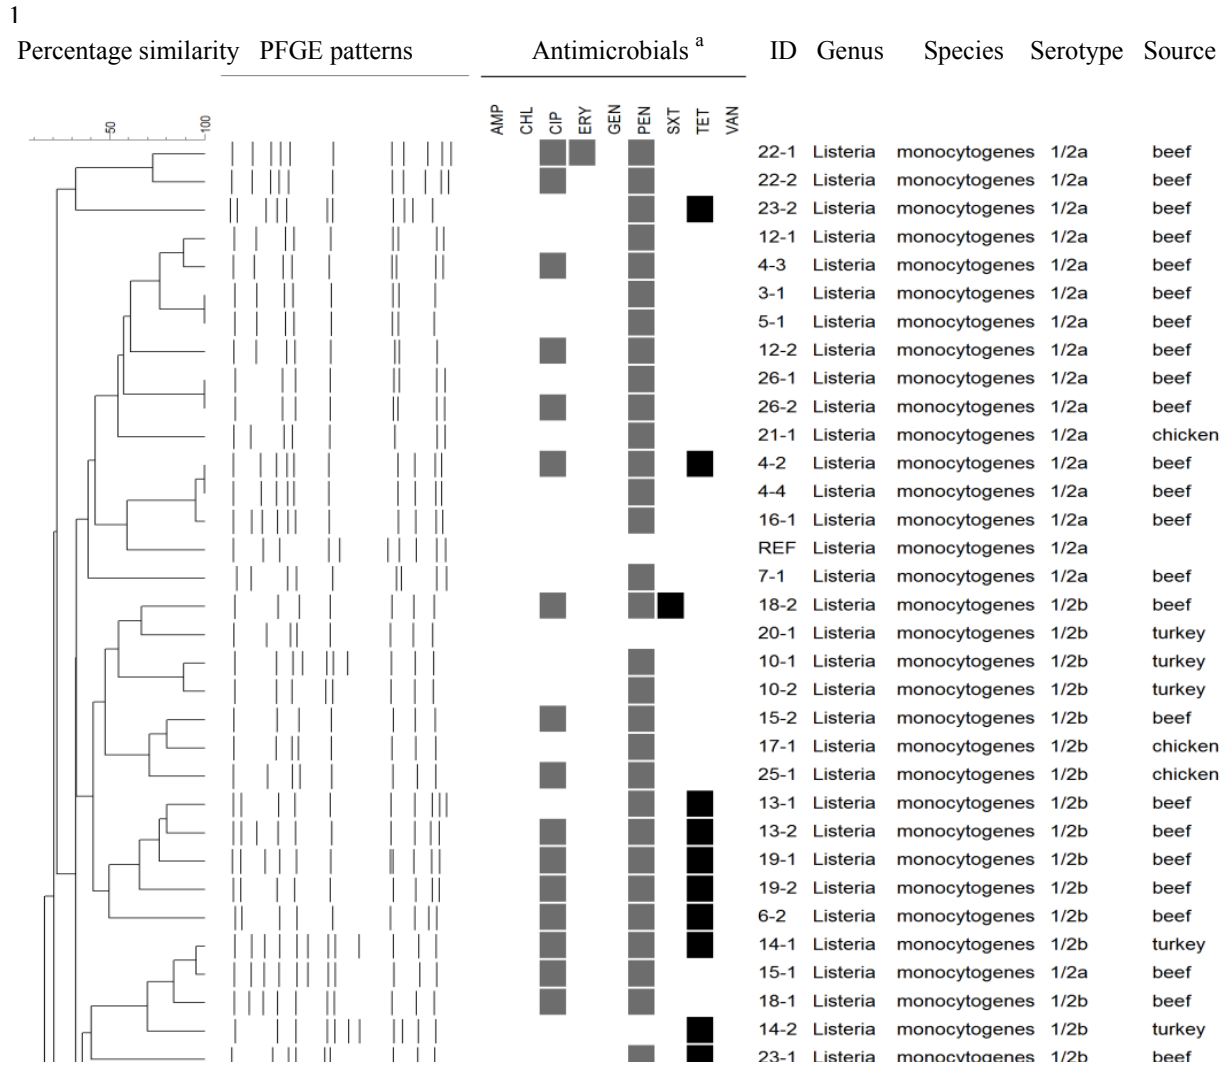 1
Percentage similarity PFGE patterns Antimicrobials a ID Genus Species Serotype Source
50 100 AMP CHL CIP ERY GEN PEN SXT TET VAN
22-1 Listeria monocytogenes 1/2a beef
22-2 Listeria monocytogenes 1/2a beef
23-2 Listeria monocytogenes 1/2a beef
12-1 Listeria monocytogenes 1/2a beef
4-3 Listeria monocytogenes 1/2a beef
3-1 Listeria monocytogenes 1/2a beef
5-1 Listeria monocytogenes 1/2a beef
12-2 Listeria monocytogenes 1/2a beef
26-1 Listeria monocytogenes 1/2a beef
26-2 Listeria monocytogenes 1/2a beef
21-1 Listeria monocytogenes 1/2a chicken
4-2 Listeria monocytogenes 1/2a beef
4-4 Listeria monocytogenes 1/2a beef
16-1 Listeria monocytogenes 1/2a beef
REF Listeria monocytogenes 1/2a
7-1 Listeria monocytogenes 1/2a beef
18-2 Listeria monocytogenes 1/2b beef
20-1 Listeria monocytogenes 1/2b turkey
10-1 Listeria monocytogenes 1/2b turkey
10-2 Listeria monocytogenes 1/2b turkey
15-2 Listeria monocytogenes 1/2b beef
17-1 Listeria monocytogenes 1/2b chicken
25-1 Listeria monocytogenes 1/2b chicken
13-1 Listeria monocytogenes 1/2b beef
13-2 Listeria monocytogenes 1/2b beef
19-1 Listeria monocytogenes 1/2b beef
19-2 Listeria monocytogenes 1/2b beef
6-2 Listeria monocytogenes 1/2b beef
14-1 Listeria monocytogenes 1/2b turkey
15-1 Listeria monocytogenes 1/2a beef
18-1 Listeria monocytogenes 1/2b beef
14-2 Listeria monocytogenes 1/2b turkey
23-1 Listeria monocytogenes 1/2b beef